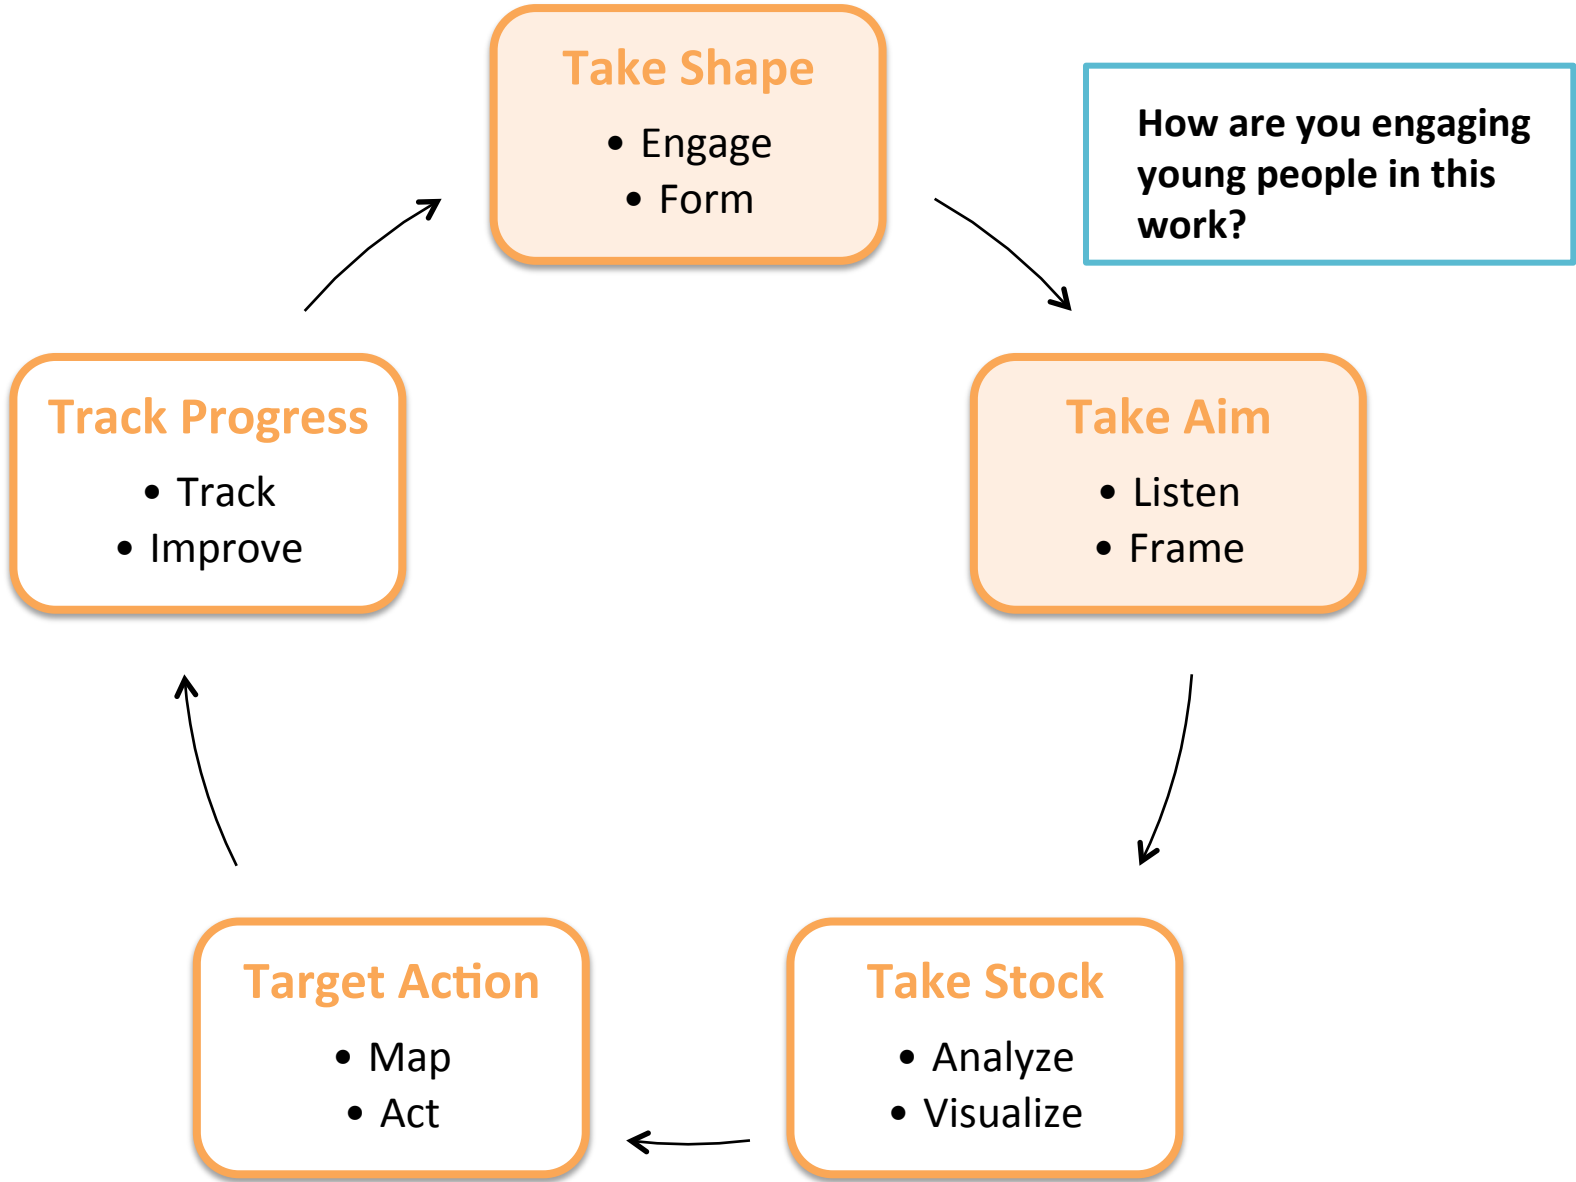 Take Shape
• Engage
• Form
How are you engaging
young people in this
work?
Take Aim
• Listen
• Frame
Take Stock
• Analyze
• Visualize
Target Action
• Map
• Act
Track Progress
• Track
• Improve